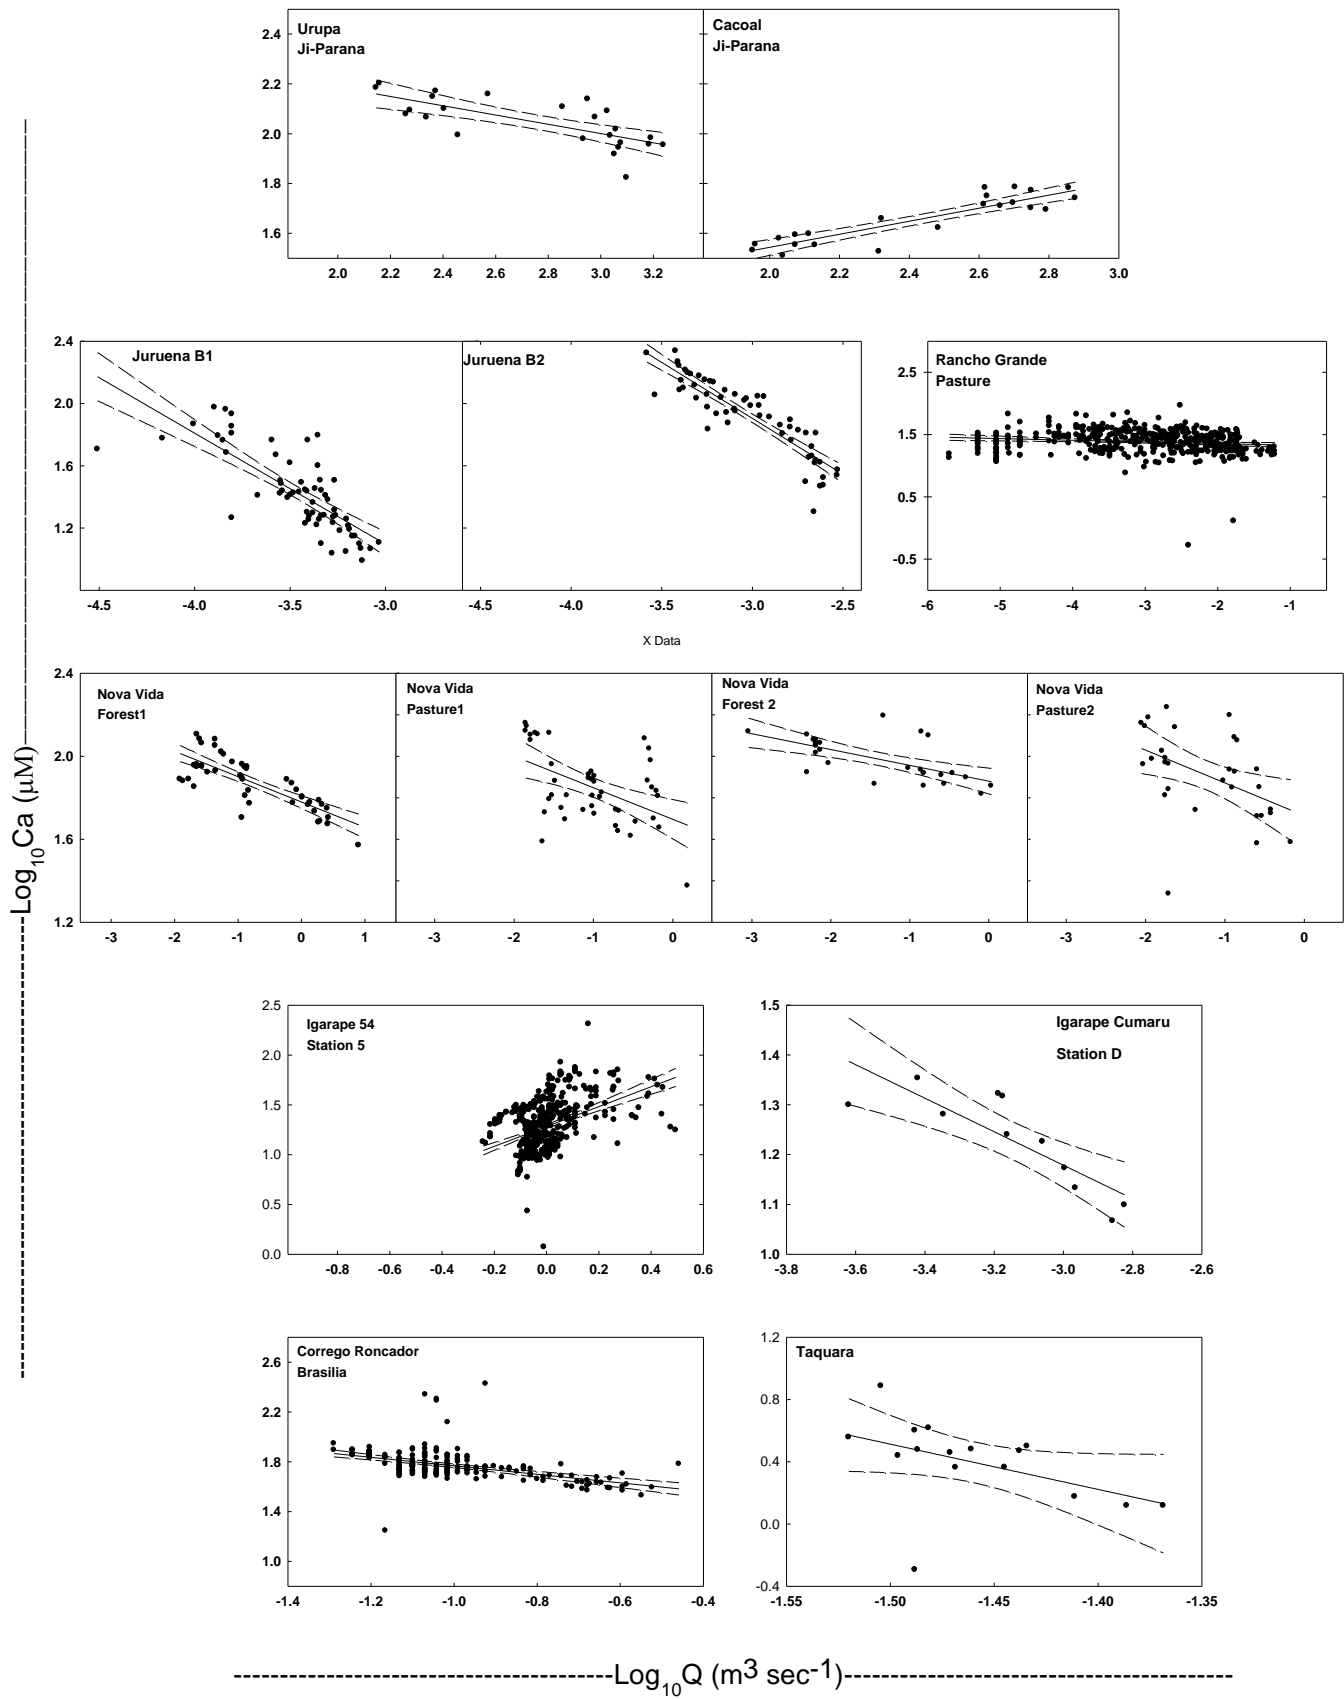 Urupa
Ji-Parana
Cacoal
Ji-Parana
2.4
2.2
2.0
1.8
1.6
2.0 2.2 2.4 2.6 2.8 3.0 3.2
2.0 2.2 2.4 2.6 2.8 3.0
Juruena B1
Juruena B2
Rancho Grande
Pasture
2.4
2.0
1.6
1.2
2.5
1.5
0.5
-0.5
-4.5 -4.0 -3.5 -3.0
-4.5 -4.0 -3.5 -3.0 -2.5
-6 -5 -4 -3 -2 -1
X Data
Nova Vida
Forest1
Nova Vida
Pasture1
Nova Vida
Forest 2
Nova Vida
Pasture2
2.4
2.0
1.6
1.2
-3 -2 -1 0 1
-3 -2 -1 0
-3 -2 -1 0
-3 -2 -1 0
Log10Ca (μM)
Igarape 54
Station 5
2.5
2.0
1.5
1.0
0.5
0.0
-0.8 -0.6 -0.4 -0.2 0.0 0.2 0.4 0.6
Igarape Cumaru
Station D
1.5
1.4
1.3
1.2
1.1
1.0
-3.8 -3.6 -3.4 -3.2 -3.0 -2.8 -2.6
Corrego Roncador
Brasilia
2.6
2.2
1.8
1.4
1.0
-1.4 -1.2 -1.0 -0.8 -0.6 -0.4
Taquara
1.2
0.8
0.4
0.0
-0.4
-1.55 -1.50 -1.45 -1.40 -1.35
Log10Q (m3 sec-1)